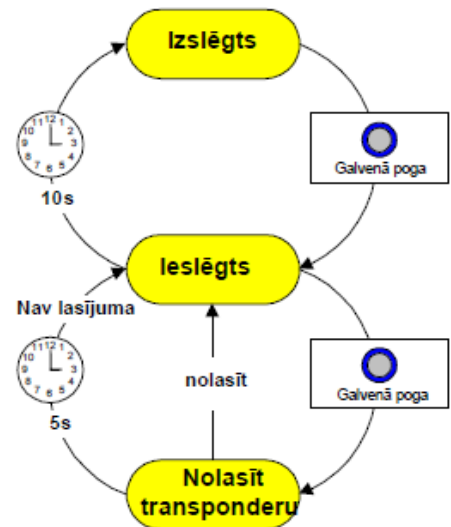 Izslēgts
Galvenā poga
10s
Ieslēgts
Nav lasījuma
nolasīt
Galvenā poga
5s
Nolasīt
transponderu